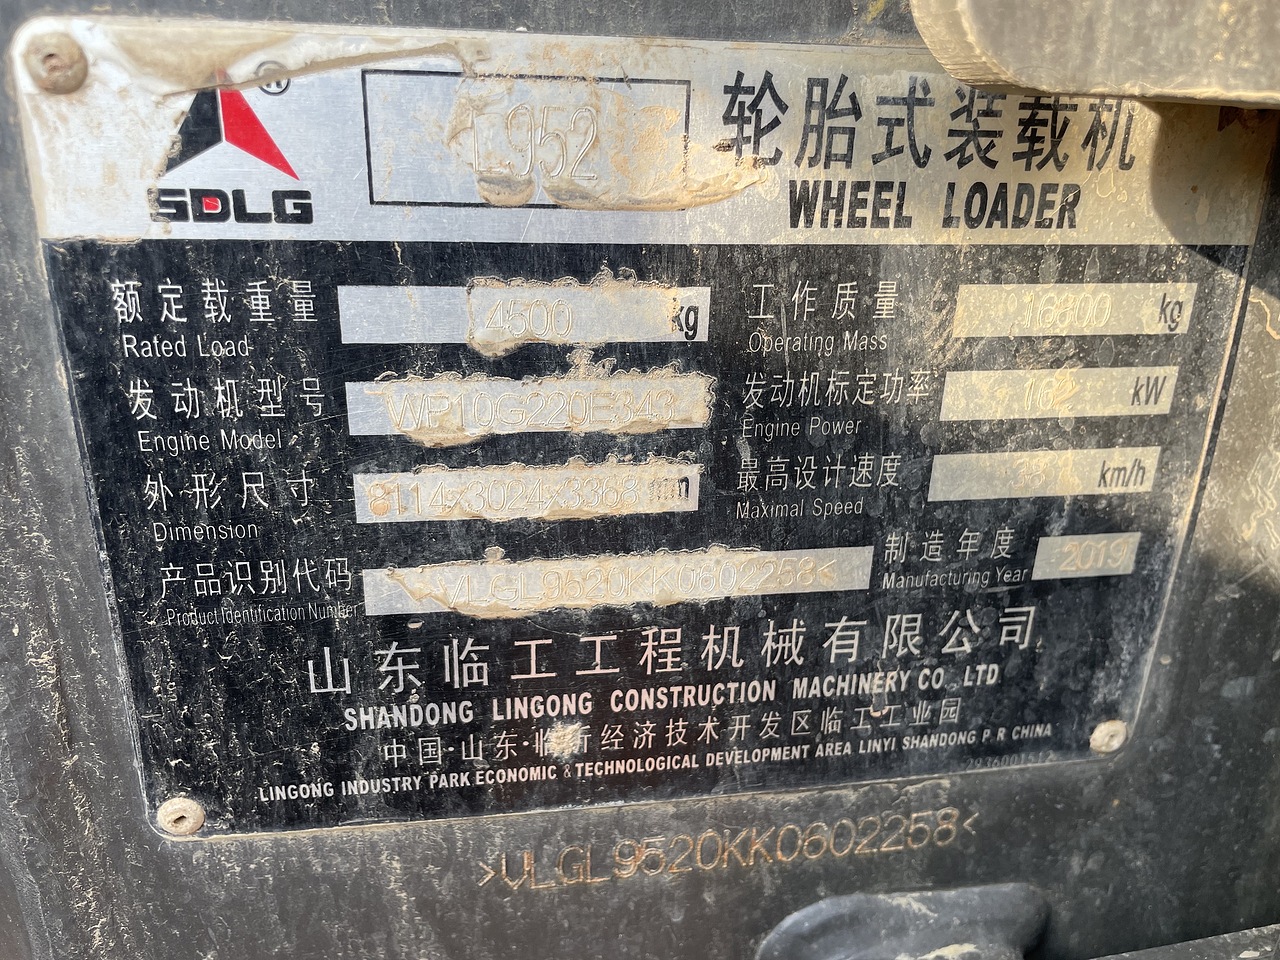 ®
SDLG
L952
轮胎式装载机
WHEEL LOADER
额定载重量 4500 kg
Rated Load
工作质量 16800 kg
Operating Mass
发动机型号 WP10G220E343
Engine Model
发动机标定功率 162 kW
Engine Power
外形尺寸 8114x3024x3368 mm
Dimension
最高设计速度 38 km/h
Maximal Speed
产品识别代码 >VLGL9520KK0602258<
Product Identification Number
制造年度 2019
Manufacturing Year
山东临工工程机械有限公司
SHANDONG LINGONG CONSTRUCTION MACHINERY CO., LTD
中国·山东·临沂经济技术开发区临工工业园
LINGONG INDUSTRY PARK ECONOMIC & TECHNOLOGICAL DEVELOPMENT AREA LINYI SHANDONG P.R CHINA
>VLGL9520KK0602258<